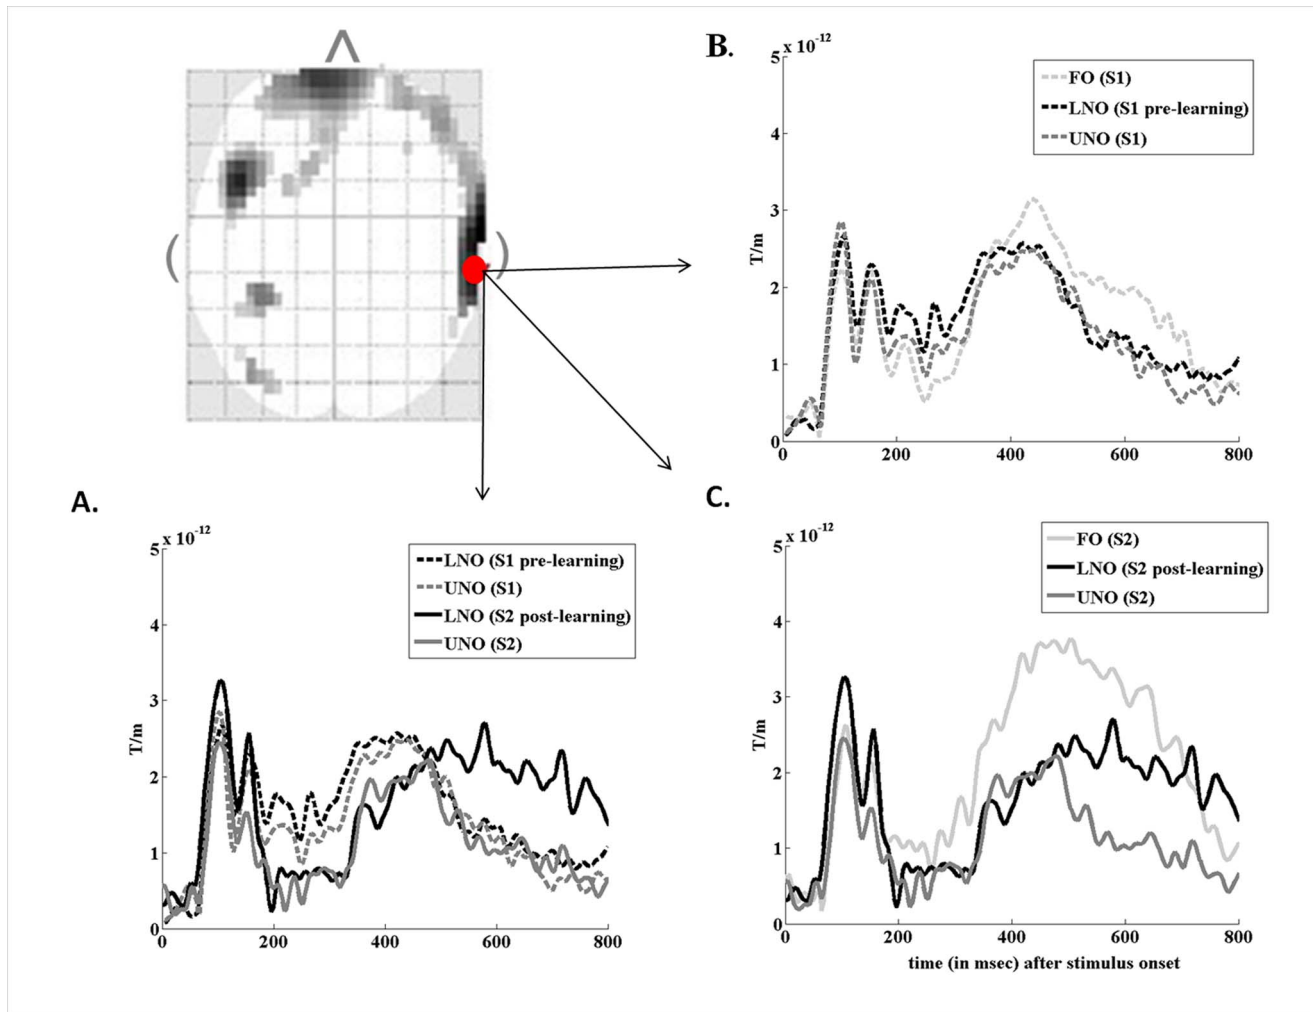 B.
x 10-12
5
4
3
2
1
0
T/m
FO (S1)
LNO (S1 pre-learning)
UNO (S1)
0 200 400 600 800
A.
x 10-12
5
4
3
2
1
0
T/m
LNO (S1 pre-learning)
UNO (S1)
LNO (S2 post-learning)
UNO (S2)
0 200 400 600 800
C.
x 10-12
5
4
3
2
1
0
T/m
FO (S2)
LNO (S2 post-learning)
UNO (S2)
0 200 400 600 800
time (in msec) after stimulus onset